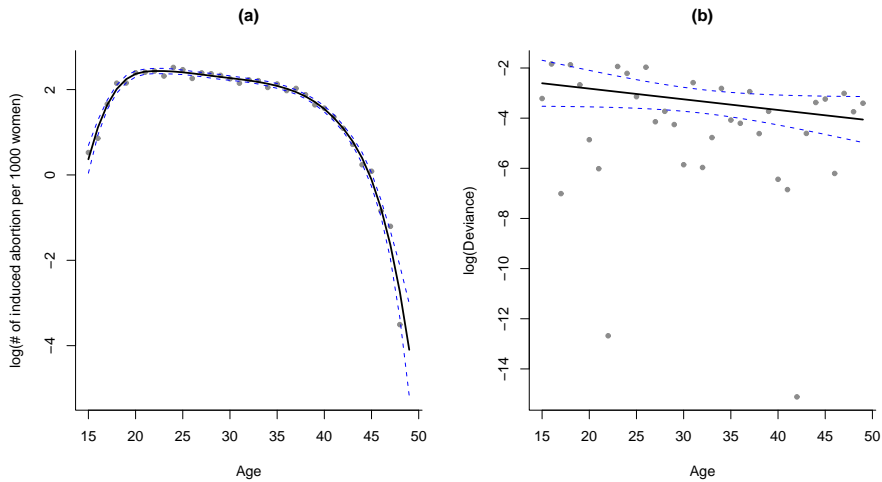 (a)
log(# of induced abortion per 1000 women)
2
0
−2
−4
15 20 25 30 35 40 45 50
Age
(b)
log(Deviance)
−2
−4
−6
−8
−10
−12
−14
15 20 25 30 35 40 45 50
Age